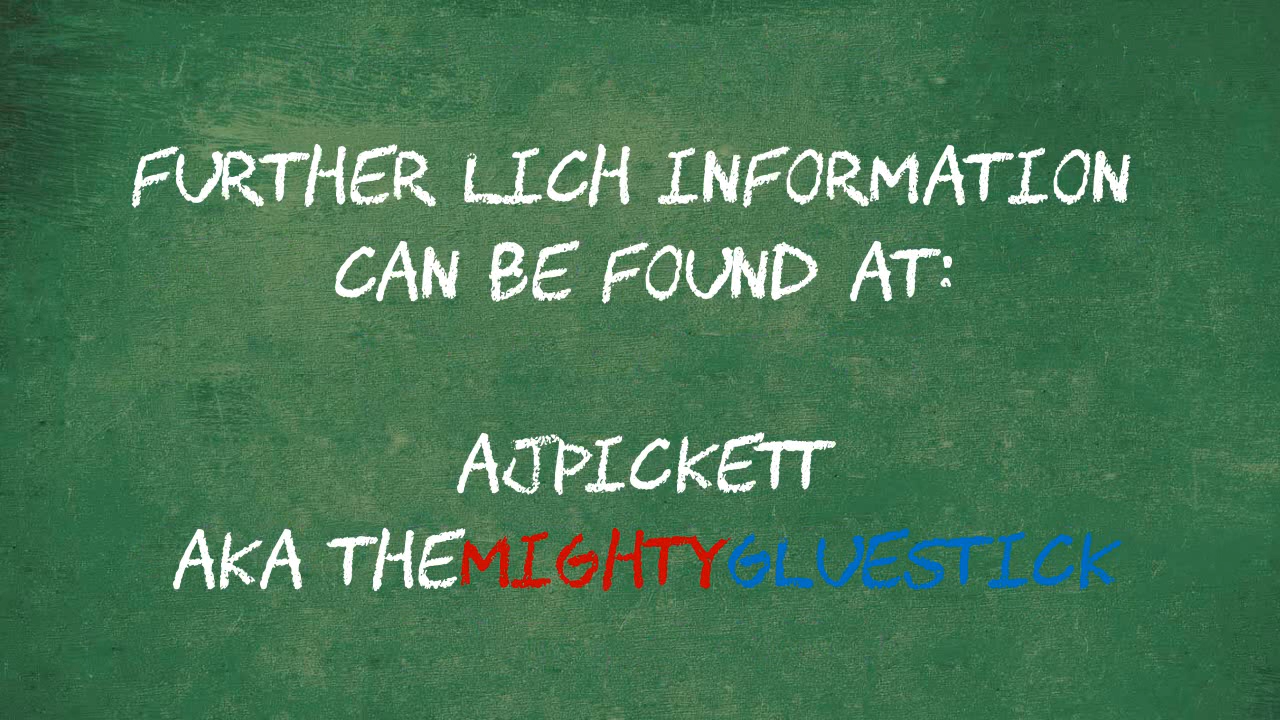 FURTHER LICH INFORMATION
CAN BE FOUND AT:
AJPICKETT
AKA THEMIGHTYGLUESTICK